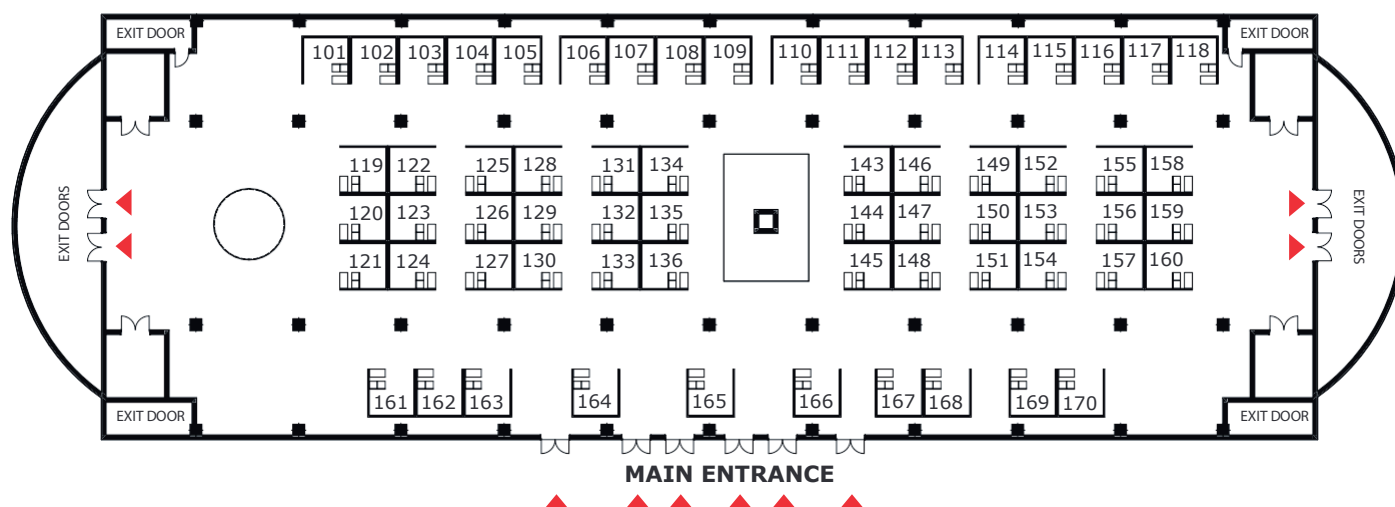 EXIT DOOR
EXIT DOOR
101 102 103 104 105 106 107 108 109 110 111 112 113 114 115 116 117 118
119 122 125 128 131 134 143 146 149 152 155 158
EXIT DOORS
EXIT DOORS
120 123 126 129 132 135 144 147 150 153 156 159
121 124 127 130 133 136 145 148 151 154 157 160
161 162 163 164 165 166 167 168 169 170
EXIT DOOR
EXIT DOOR
MAIN ENTRANCE